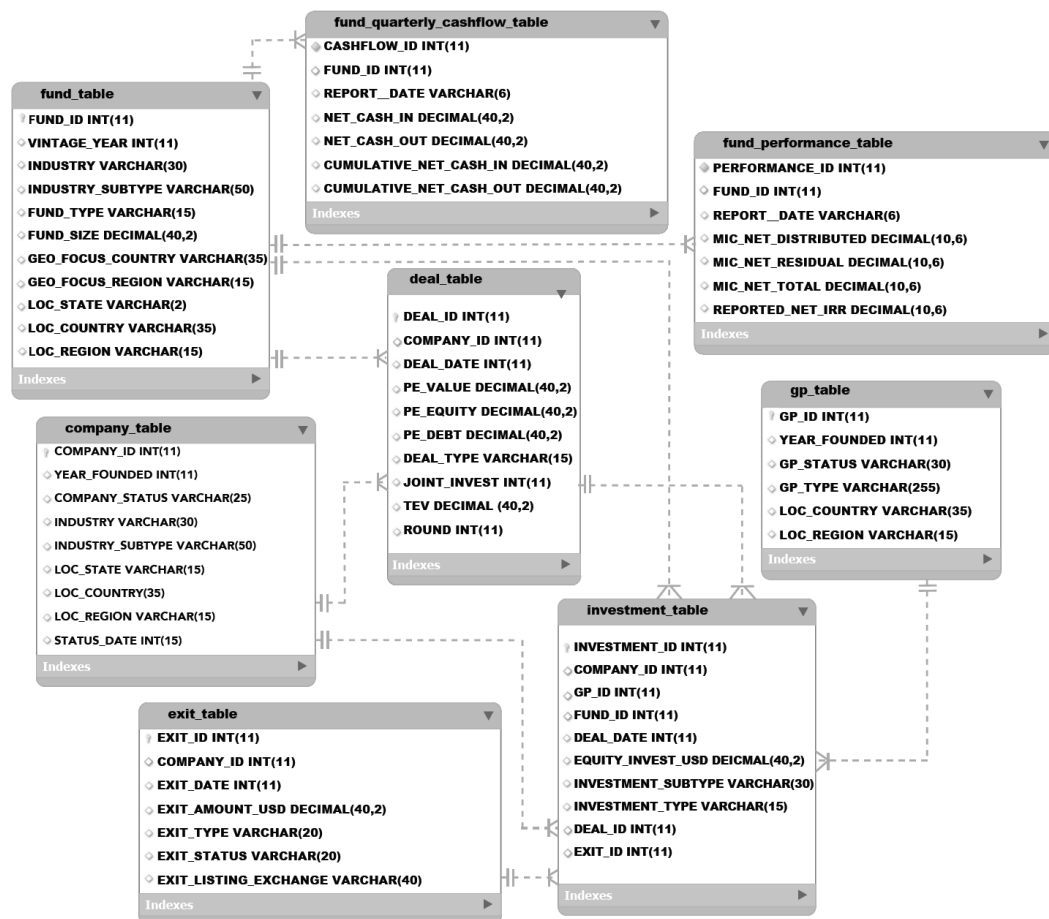 fund_quarterly_cashflow_table
CASHFLOW_ID INT(11)
FUND_ID INT(11)
REPORT__DATE VARCHAR(6)
NET_CASH_IN DECIMAL(40,2)
NET_CASH_OUT DECIMAL(40,2)
CUMULATIVE_NET_CASH_IN DECIMAL(40,2)
CUMULATIVE_NET_CASH_OUT DECIMAL(40,2)
Indexes
fund_table
FUND_ID INT(11)
VINTAGE_YEAR INT(11)
INDUSTRY VARCHAR(30)
INDUSTRY_SUBTYPE VARCHAR(50)
FUND_TYPE VARCHAR(15)
FUND_SIZE DECIMAL(40,2)
GEO_FOCUS_COUNTRY VARCHAR(35)
GEO_FOCUS_REGION VARCHAR(15)
LOC_STATE VARCHAR(2)
LOC_COUNTRY VARCHAR(35)
LOC_REGION VARCHAR(15)
Indexes
fund_performance_table
PERFORMANCE_ID INT(11)
FUND_ID INT(11)
REPORT__DATE VARCHAR(6)
MIC_NET_DISTRIBUTED DECIMAL(10,6)
MIC_NET_RESIDUAL DECIMAL(10,6)
MIC_NET_TOTAL DECIMAL(10,6)
REPORTED_NET_IRR DECIMAL(10,6)
Indexes
deal_table
DEAL_ID INT(11)
COMPANY_ID INT(11)
DEAL_DATE INT(11)
PE_VALUE DECIMAL(40,2)
PE_EQUITY DECIMAL(40,2)
PE_DEBT DECIMAL(40,2)
DEAL_TYPE VARCHAR(15)
JOINT_INVEST INT(11)
TEV DECIMAL (40,2)
ROUND INT(11)
Indexes
gp_table
GP_ID INT(11)
YEAR_FOUNDED INT(11)
GP_STATUS VARCHAR(30)
GP_TYPE VARCHAR(255)
LOC_COUNTRY VARCHAR(35)
LOC_REGION VARCHAR(15)
Indexes
company_table
COMPANY_ID INT(11)
YEAR_FOUNDED INT(11)
COMPANY_STATUS VARCHAR(25)
INDUSTRY VARCHAR(30)
INDUSTRY_SUBTYPE VARCHAR(50)
LOC_STATE VARCHAR(15)
LOC_COUNTRY(35)
LOC_REGION VARCHAR(15)
STATUS_DATE INT(15)
Indexes
investment_table
INVESTMENT_ID INT(11)
COMPANY_ID INT(11)
GP_ID INT(11)
FUND_ID INT(11)
DEAL_DATE INT(11)
EQUITY_INVEST_USD DEICMAL(40,2)
INVESTMENT_SUBTYPE VARCHAR(30)
INVESTMENT_TYPE VARCHAR(15)
DEAL_ID INT(11)
EXIT_ID INT(11)
Indexes
exit_table
EXIT_ID INT(11)
COMPANY_ID INT(11)
EXIT_DATE INT(11)
EXIT_AMOUNT_USD DECIMAL(40,2)
EXIT_TYPE VARCHAR(20)
EXIT_STATUS VARCHAR(20)
EXIT_LISTING_EXCHANGE VARCHAR(40)
Indexes